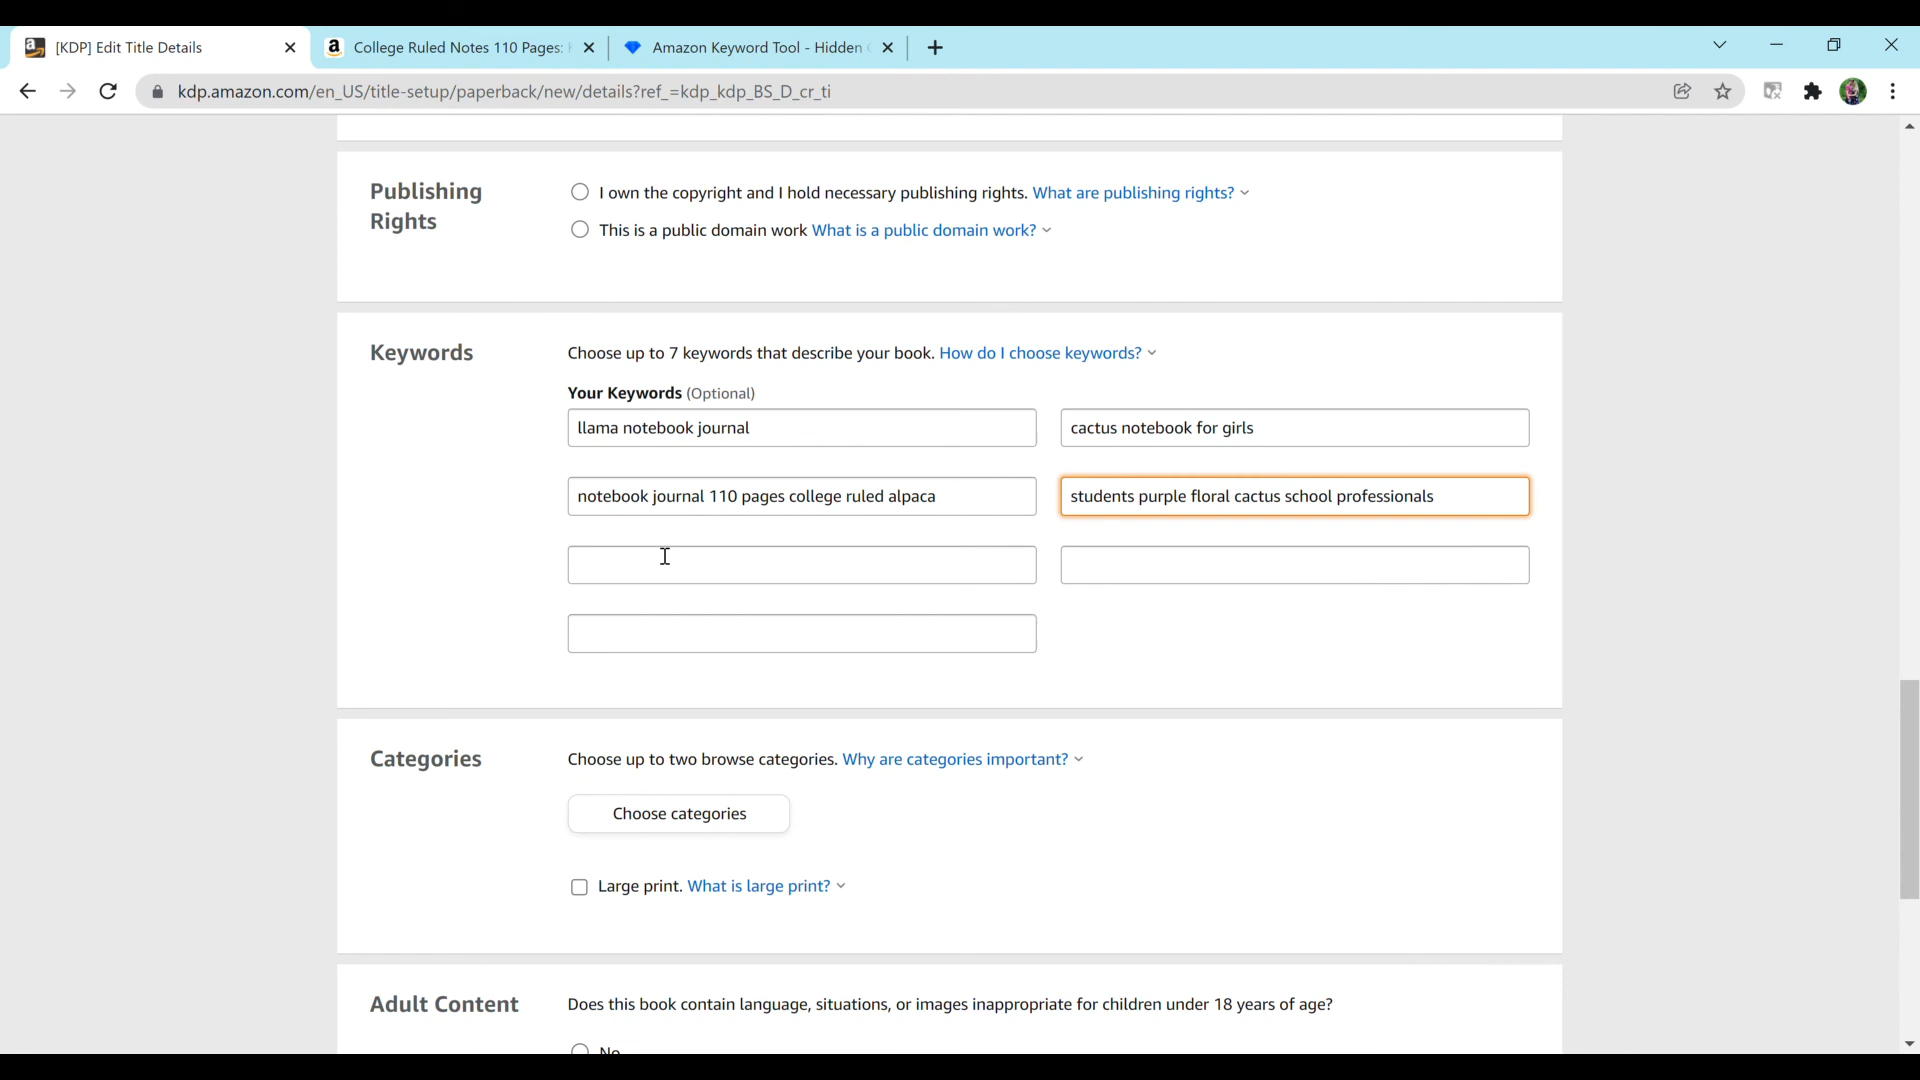 [KDP] Edit Title Details
College Ruled Notes 110 Pages:
Amazon Keyword Tool - Hidden
kdp.amazon.com/en_US/title-setup/paperback/new/details?ref_=kdp_kdp_BS_D_cr_ti
Publishing
Rights
I own the copyright and I hold necessary publishing rights. What are publishing rights?
This is a public domain work What is a public domain work?
Keywords
Choose up to 7 keywords that describe your book. How do I choose keywords?
Your Keywords (Optional)
llama notebook journal
cactus notebook for girls
notebook journal 110 pages college ruled alpaca
students purple floral cactus school professionals
Categories
Choose up to two browse categories. Why are categories important?
Choose categories
Large print. What is large print?
Adult Content
Does this book contain language, situations, or images inappropriate for children under 18 years of age?
No